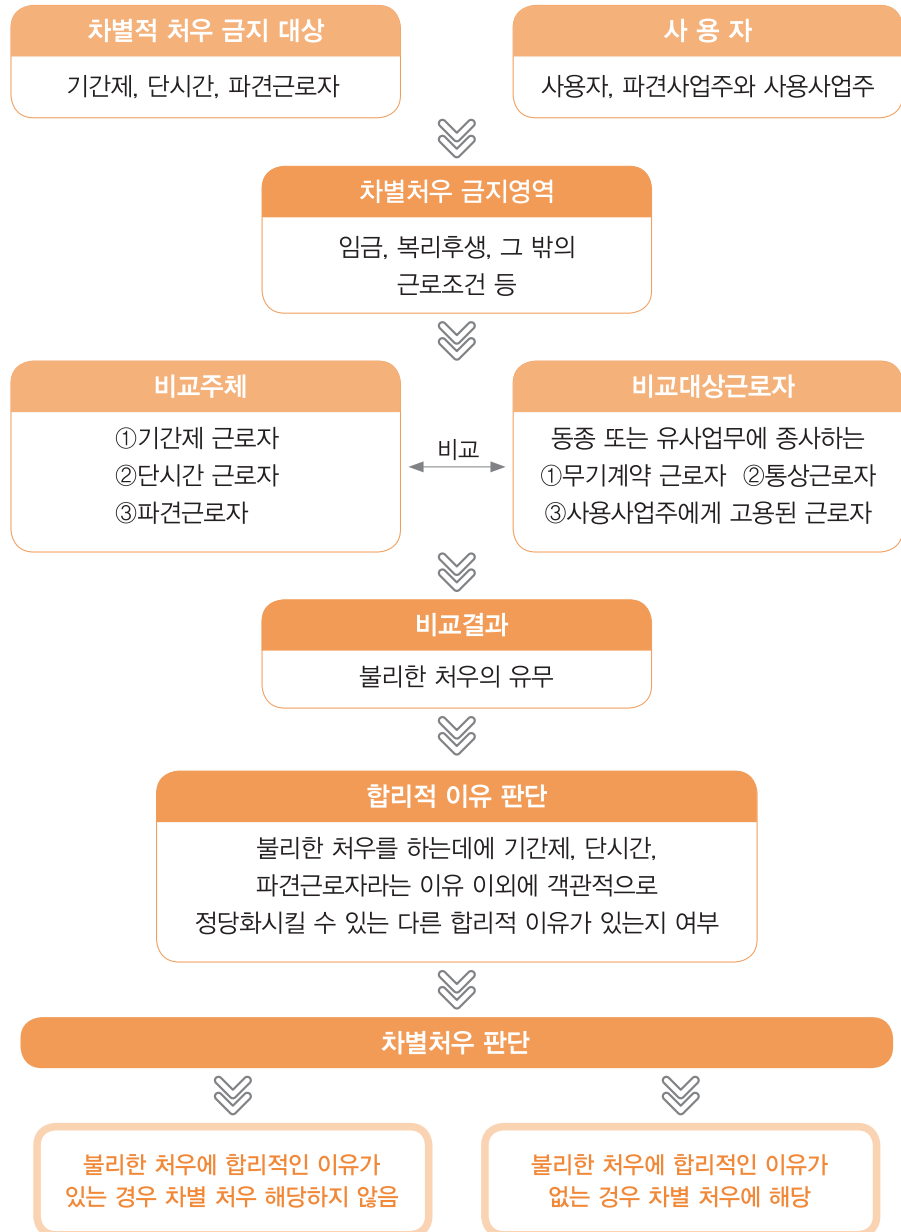 차별적 처우 금지 대상
기간제, 단시간, 파견근로자
사 용 자
사용자, 파견사업주와 사용사업주
차별처우 금지영역
임금, 복리후생, 그 밖의
근로조건 등
비교주체
①기간제 근로자
②단시간 근로자
③파견근로자
비교
비교대상근로자
동종 또는 유사업무에 종사하는
①무기계약 근로자 ②통상근로자
③사용사업주에게 고용된 근로자
비교결과
불리한 처우의 유무
합리적 이유 판단
불리한 처우를 하는데에 기간제, 단시간,
파견근로자라는 이유 이외에 객관적으로
정당화시킬 수 있는 다른 합리적 이유가 있는지 여부
차별처우 판단
불리한 처우에 합리적인 이유가
있는 경우 차별 처우 해당하지 않음
불리한 처우에 합리적인 이유가
없는 경우 차별 처우에 해당